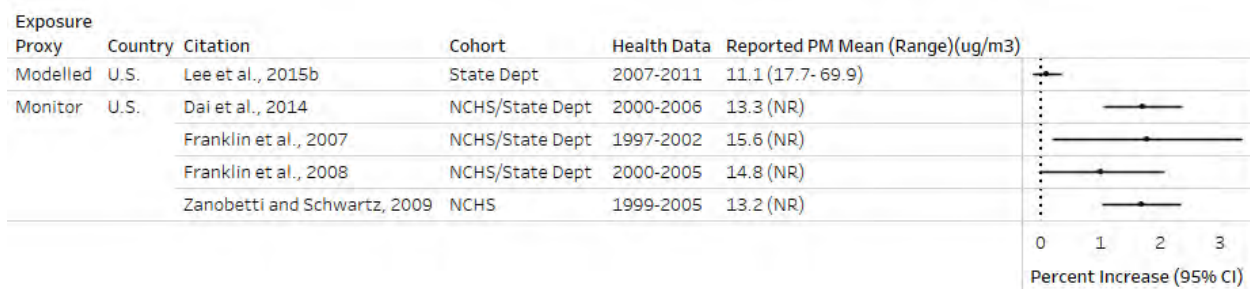 Exposure
Proxy Country Citation Cohort Health Data Reported PM Mean (Range)(ug/m3)
Modelled U.S. Lee et al., 2015b State Dept 2007-2011 11.1 (17.7- 69.9)
Monitor U.S. Dai et al., 2014 NCHS/State Dept 2000-2006 13.3 (NR)
Franklin et al., 2007 NCHS/State Dept 1997-2002 15.6 (NR)
Franklin et al., 2008 NCHS/State Dept 2000-2005 14.8 (NR)
Zanobetti and Schwartz, 2009 NCHS 1999-2005 13.2 (NR)
0 1 2 3
Percent Increase (95% CI)